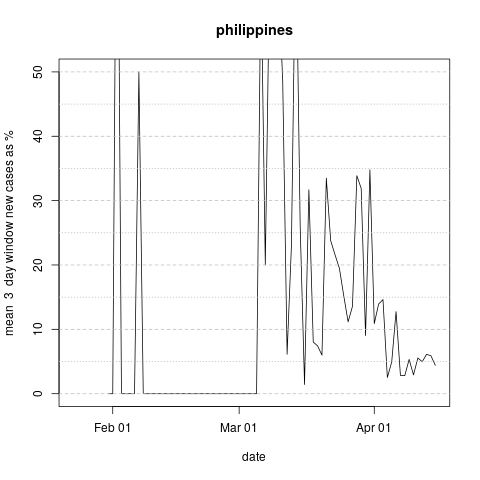 philippines
mean 3 day window new cases as %
50
40
30
20
10
0
Feb 01
Mar 01
Apr 01
date